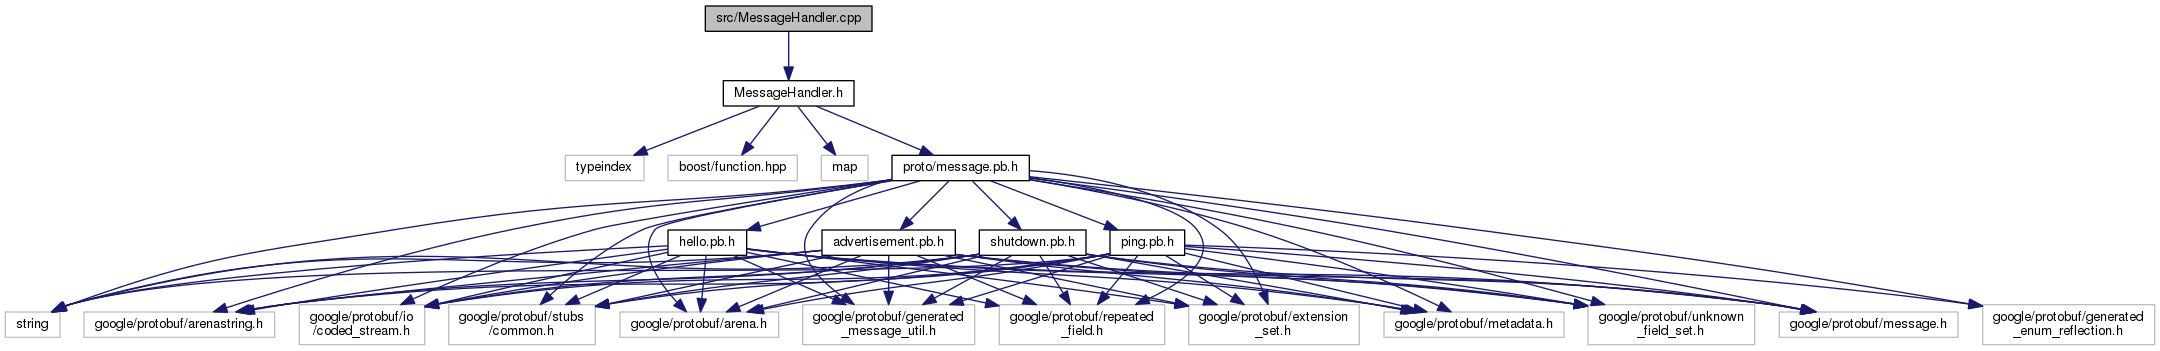 src/MessageHandler.cpp
MessageHandler.h
typeindex
boost/function.hpp
map
proto/message.pb.h
hello.pb.h
advertisement.pb.h
shutdown.pb.h
ping.pb.h
string
google/protobuf/arenastring.h
google/protobuf/io
/coded_stream.h
google/protobuf/stubs
/common.h
google/protobuf/arena.h
google/protobuf/generated
_message_util.h
google/protobuf/repeated
_field.h
google/protobuf/extension
_set.h
google/protobuf/metadata.h
google/protobuf/unknown
_field_set.h
google/protobuf/message.h
google/protobuf/generated
_enum_reflection.h